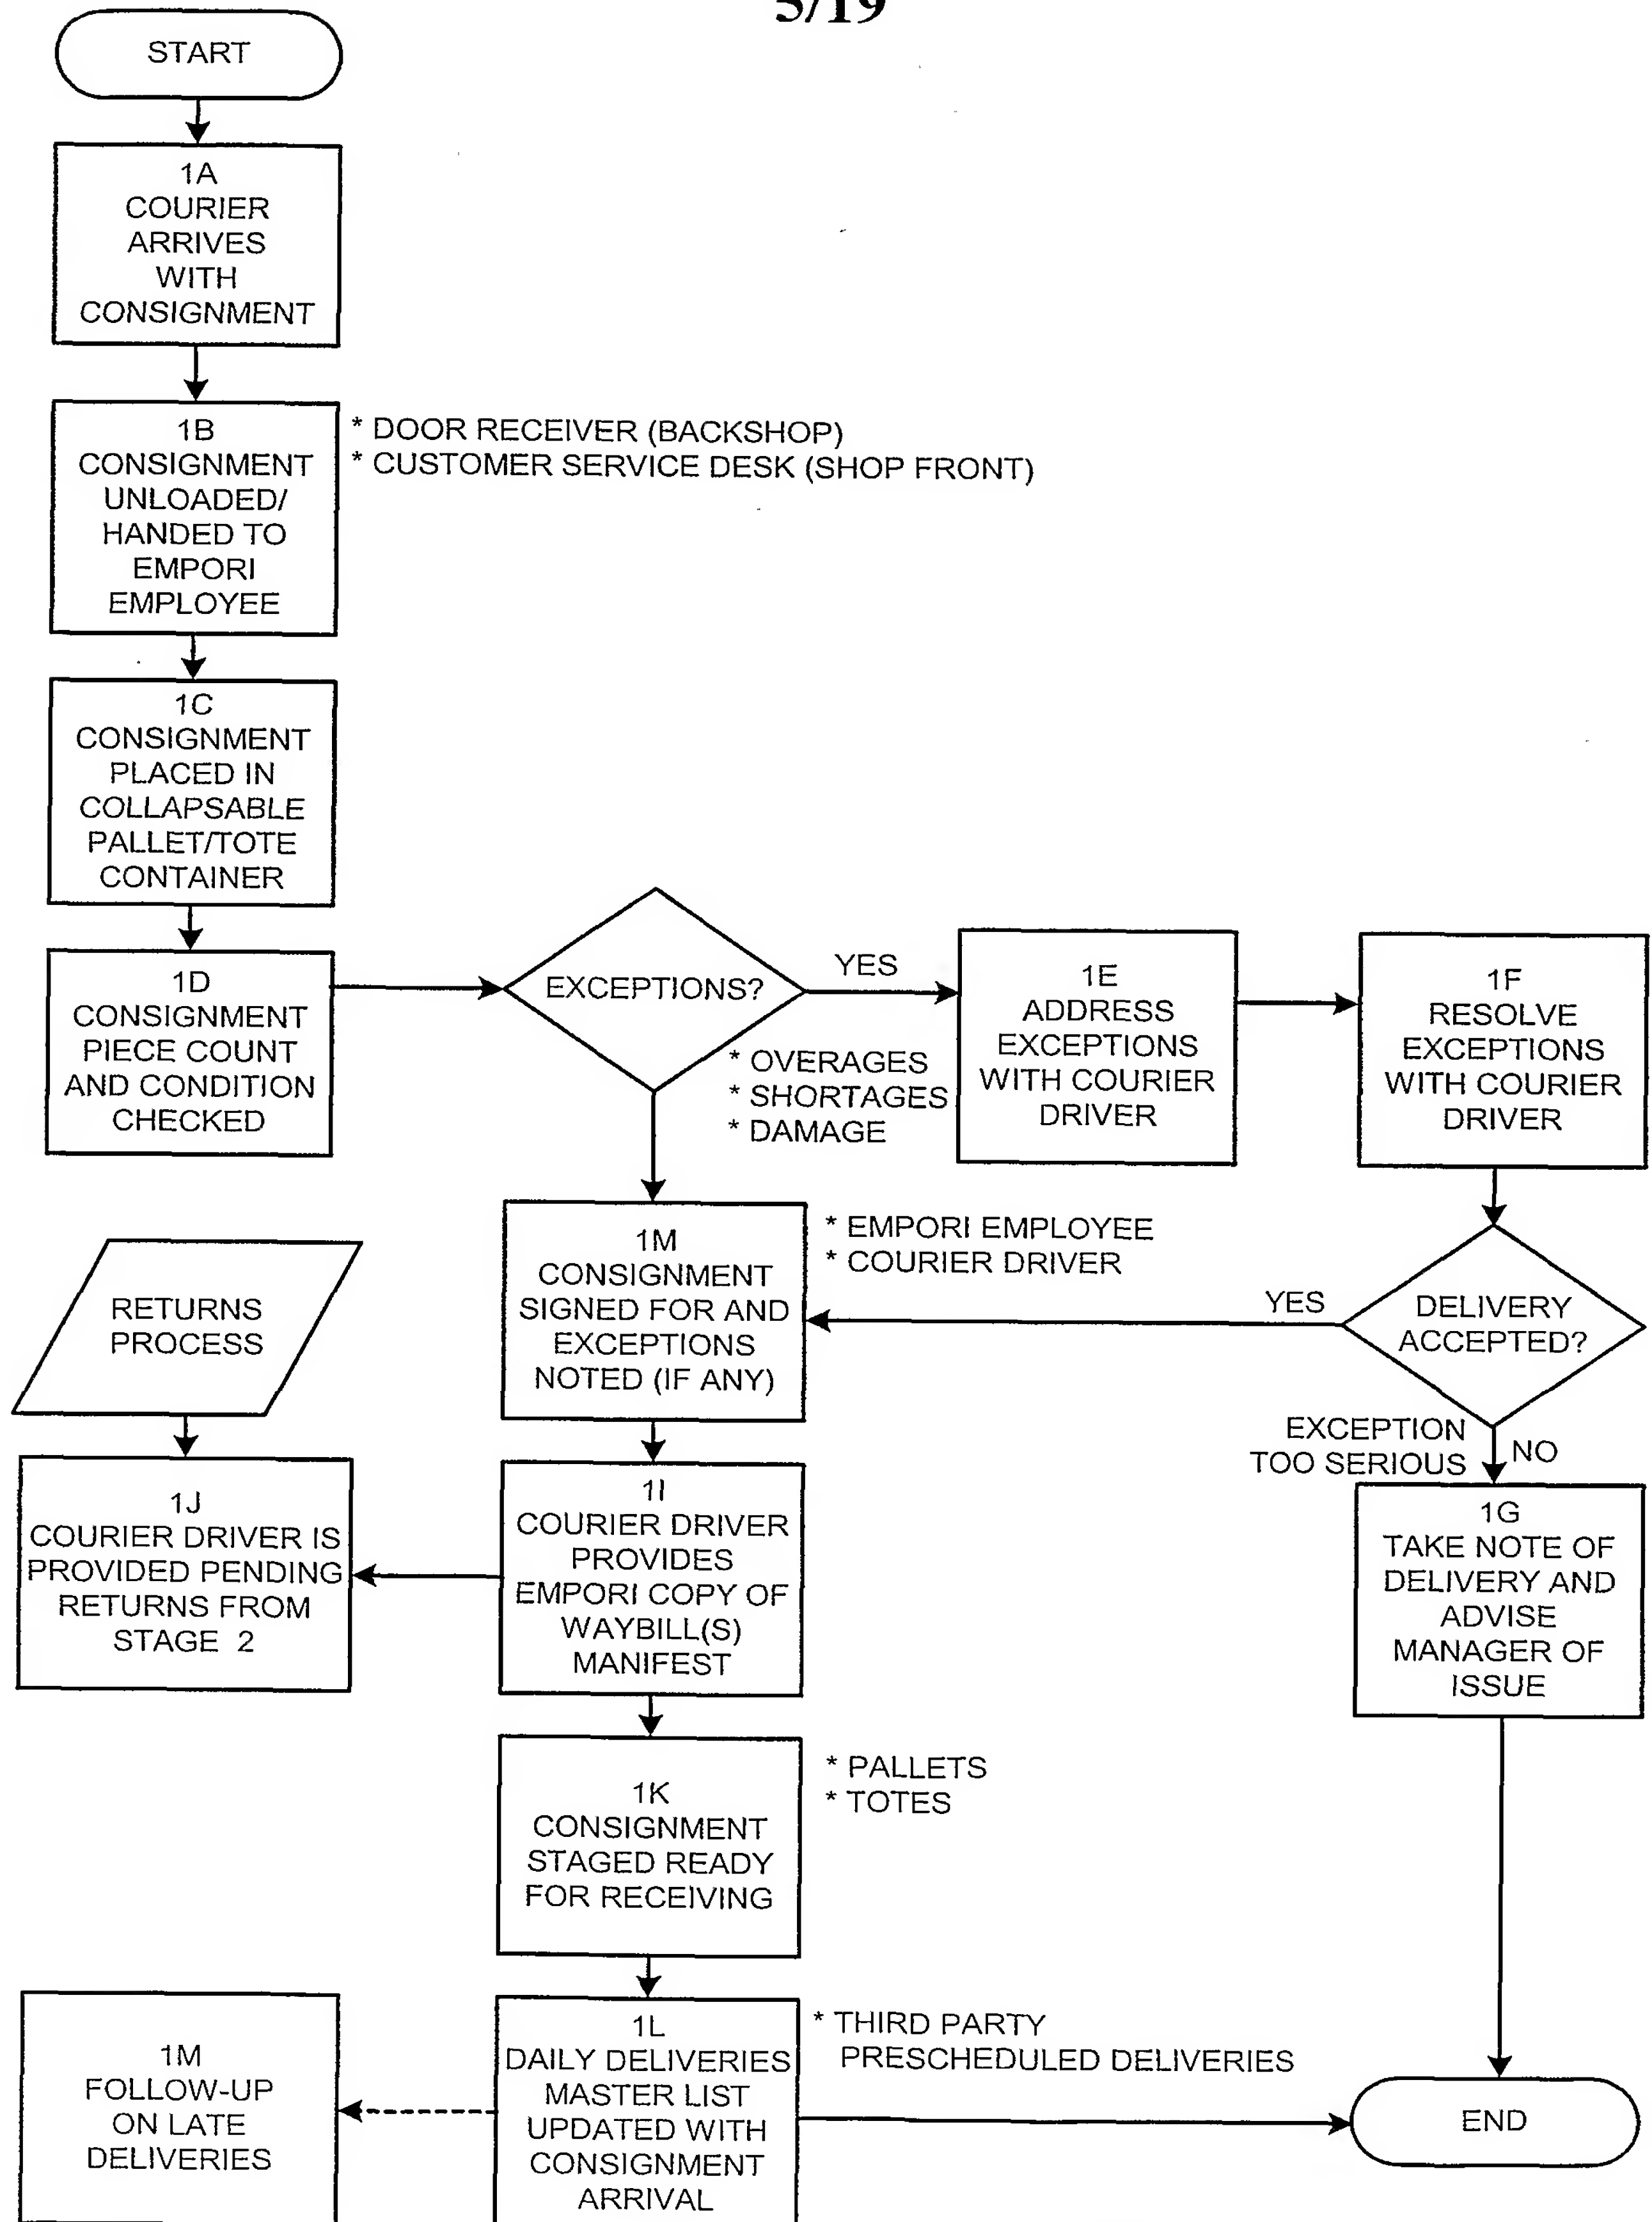 5/19
START
1A
COURIER
ARRIVES
WITH
CONSIGNMENT
1B
CONSIGNMENT
UNLOADED/
HANDED TO
EMPORI
EMPLOYEE
* DOOR RECEIVER (BACKSHOP)
* CUSTOMER SERVICE DESK (SHOP FRONT)
1C
CONSIGNMENT
PLACED IN
COLLAPSABLE
PALLET/TOTE
CONTAINER
1D
CONSIGNMENT
PIECE COUNT
AND CONDITION
CHECKED
EXCEPTIONS?
YES
* OVERAGES
* SHORTAGES
* DAMAGE
1E
ADDRESS
EXCEPTIONS
WITH COURIER
DRIVER
1F
RESOLVE
EXCEPTIONS
WITH COURIER
DRIVER
1M
CONSIGNMENT
SIGNED FOR AND
EXCEPTIONS
NOTED (IF ANY)
* EMPORI EMPLOYEE
* COURIER DRIVER
YES
DELIVERY
ACCEPTED?
EXCEPTION
TOO SERIOUS
NO
RETURNS
PROCESS
1J
COURIER DRIVER IS
PROVIDED PENDING
RETURNS FROM
STAGE 2
1I
COURIER DRIVER
PROVIDES
EMPORI COPY OF
WAYBILL(S)
MANIFEST
1G
TAKE NOTE OF
DELIVERY AND
ADVISE
MANAGER OF
ISSUE
1K
CONSIGNMENT
STAGED READY
FOR RECEIVING
* PALLETS
* TOTES
1M
FOLLOW-UP
ON LATE
DELIVERIES
1L
DAILY DELIVERIES
MASTER LIST
UPDATED WITH
CONSIGNMENT
ARRIVAL
* THIRD PARTY
PRESCHEDULED DELIVERIES
END